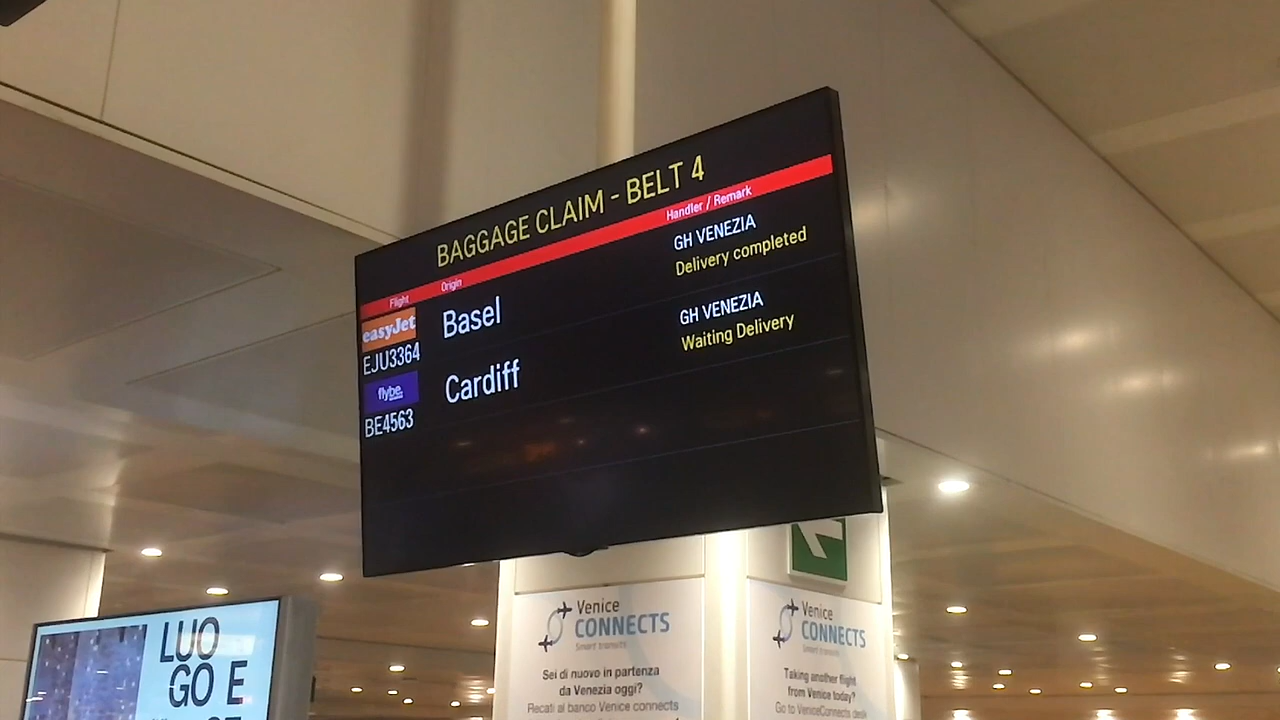 BAGGAGE CLAIM - BELT 4
Flight Origin Handler / Remark
easyJet
EJU3364 Basel GH VENEZIA
Delivery completed
flybe.
BE4563 Cardiff GH VENEZIA
Waiting Delivery
Venice
CONNECTS
Smart transits
Sei di nuovo in partenza
da Venezia oggi?
Recati al banco Venice connects
Venice
CONNECTS
Smart transits
Taking another flight
from Venice today?
Go to VeniceConnects desk
LUO
GO E